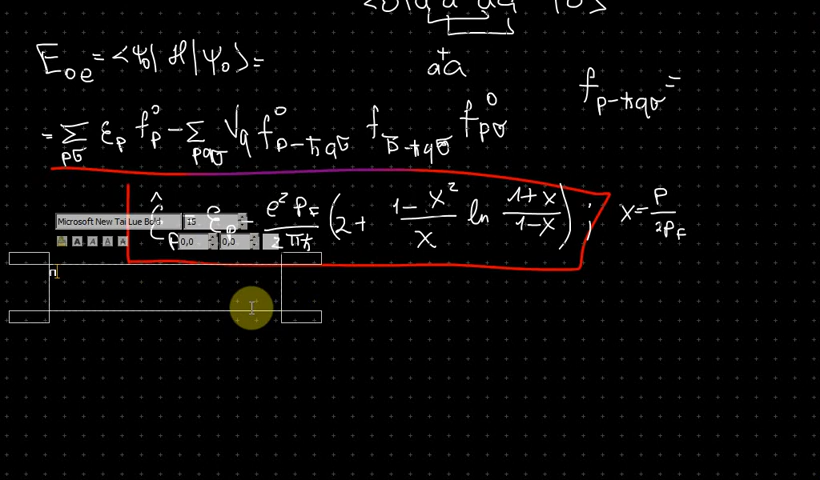 <0|a
a⁺a
E₀ₑ = <Ψ₀| H |Ψ₀> =
f_{p-ħqσ} =
= Σ_{pσ} ε_p f_p⁰ - Σ_{pqσ} V_q f⁰_{p-ħqσ} f_{p-ħqσ} f⁰_{pσ}
ε̂_p = ε_p - e² p_F / 2πħ (2 + 1-x² / x ln 1+x / 1-x) ; x = p / 2p_F
Microsoft New Tai Lue Bold 15
A A A A
0,0 0,0
n